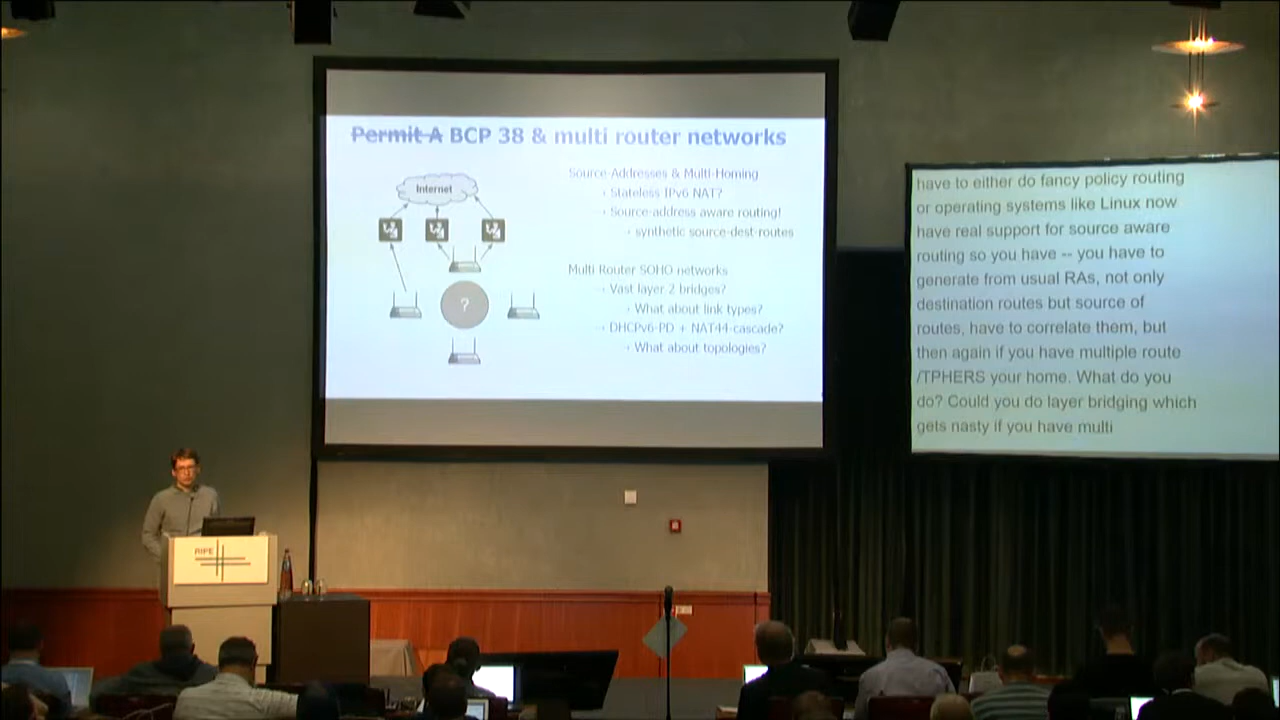 Permit A BCP 38 & multi router networks
Internet
?
Source-Addresses & Multi-Homing
Stateless IPv6 NAT?
Source-address aware routing!
synthetic source-dest-routes
Multi Router SOHO networks
Vast layer 2 bridges?
What about link types?
DHCPv6-PD + NAT44-cascade?
What about topologies?
have to either do fancy policy routing
or operating systems like Linux now
have real support for source aware
routing so you have -- you have to
generate from usual RAs, not only
destination routes but source of
routes, have to correlate them, but
then again if you have multiple route
/TPHERS your home. What do you
do? Could you do layer bridging which
gets nasty if you have multi
RIPE